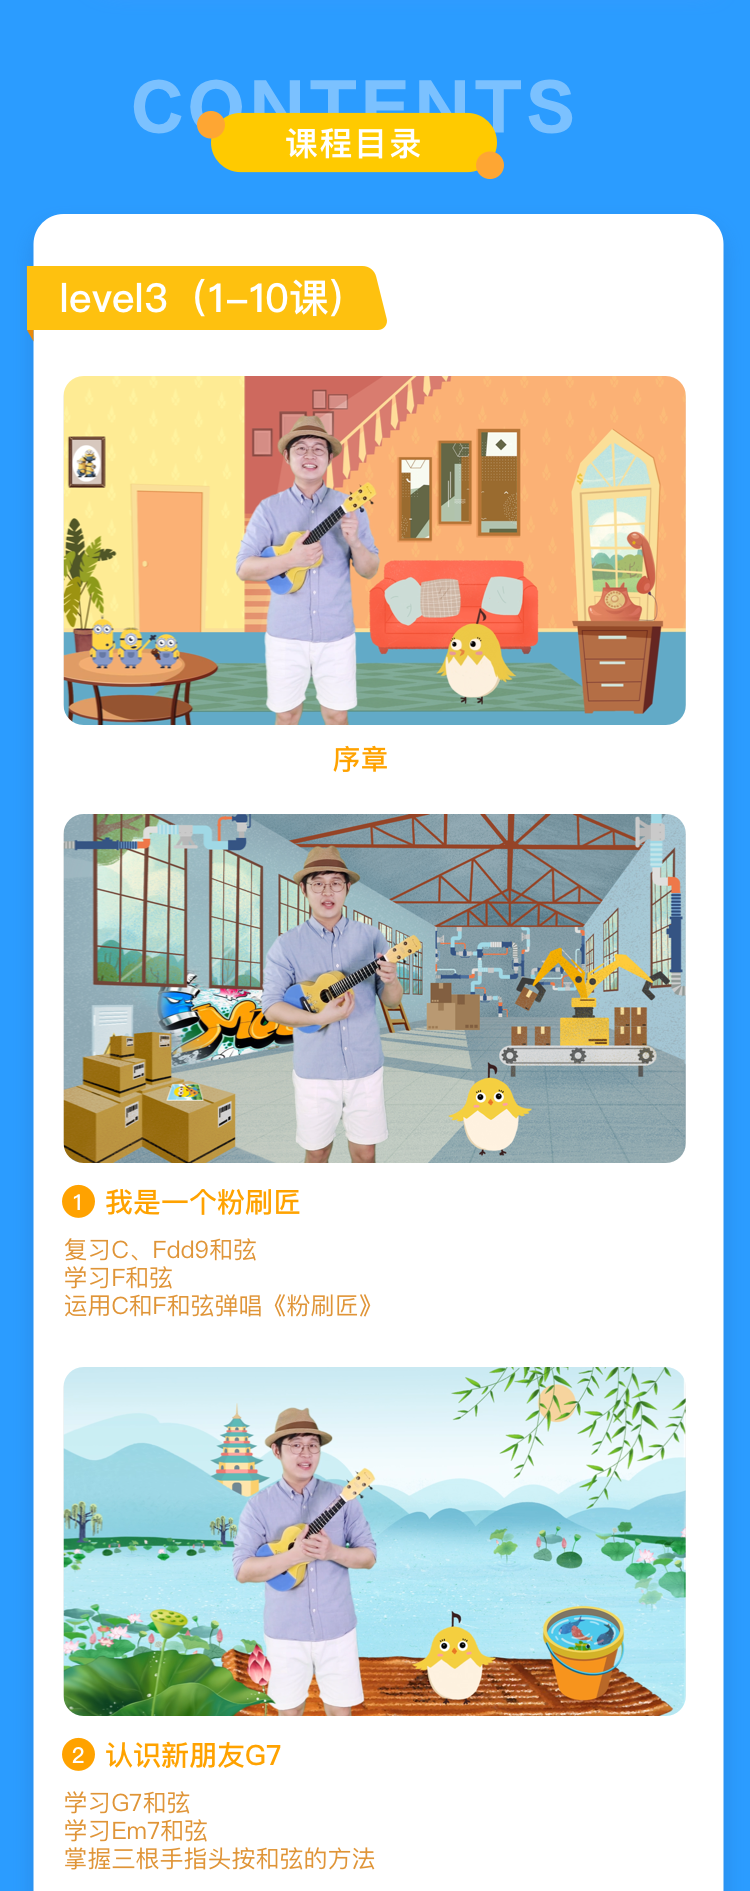 CONTENTS
课程目录
level3（1-10课）
序章
1 我是一个粉刷匠
复习C、Fdd9和弦
学习F和弦
运用C和F和弦弹唱《粉刷匠》
2 认识新朋友G7
学习G7和弦
学习Em7和弦
掌握三根手指头按和弦的方法